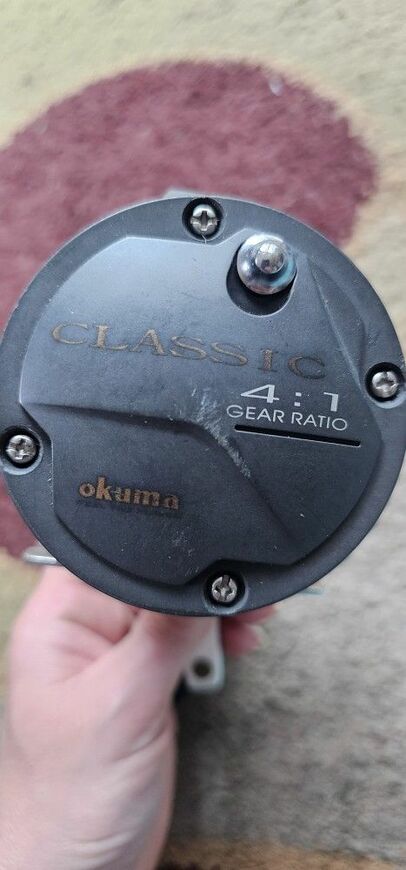 CLASSIC
4:1
GEAR RATIO
okuma